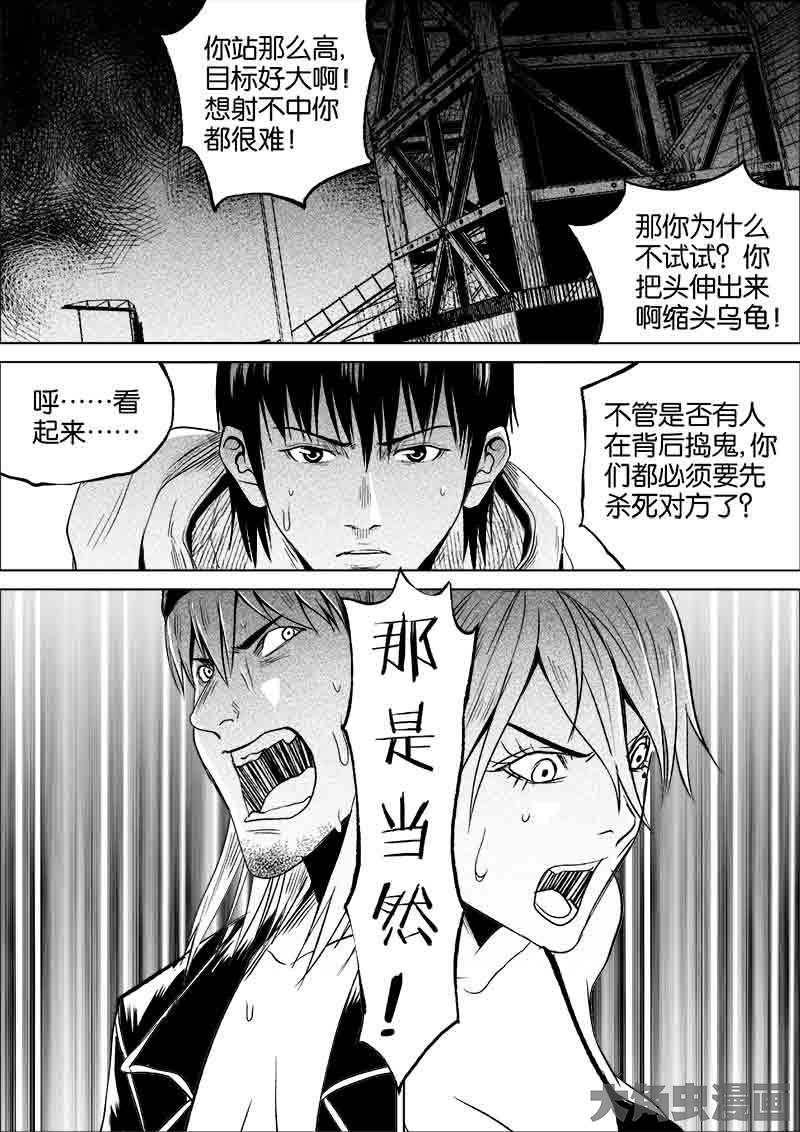 你站那么高,
目标好大啊!
想射不中你
都很难!
那你为什么
不试试?你
把头伸出来
啊缩头乌龟!
呼……看
起来……
不管是否有人
在背后捣鬼,你
们都必须要先
杀死对方了?
那是当然!
大角虫漫画